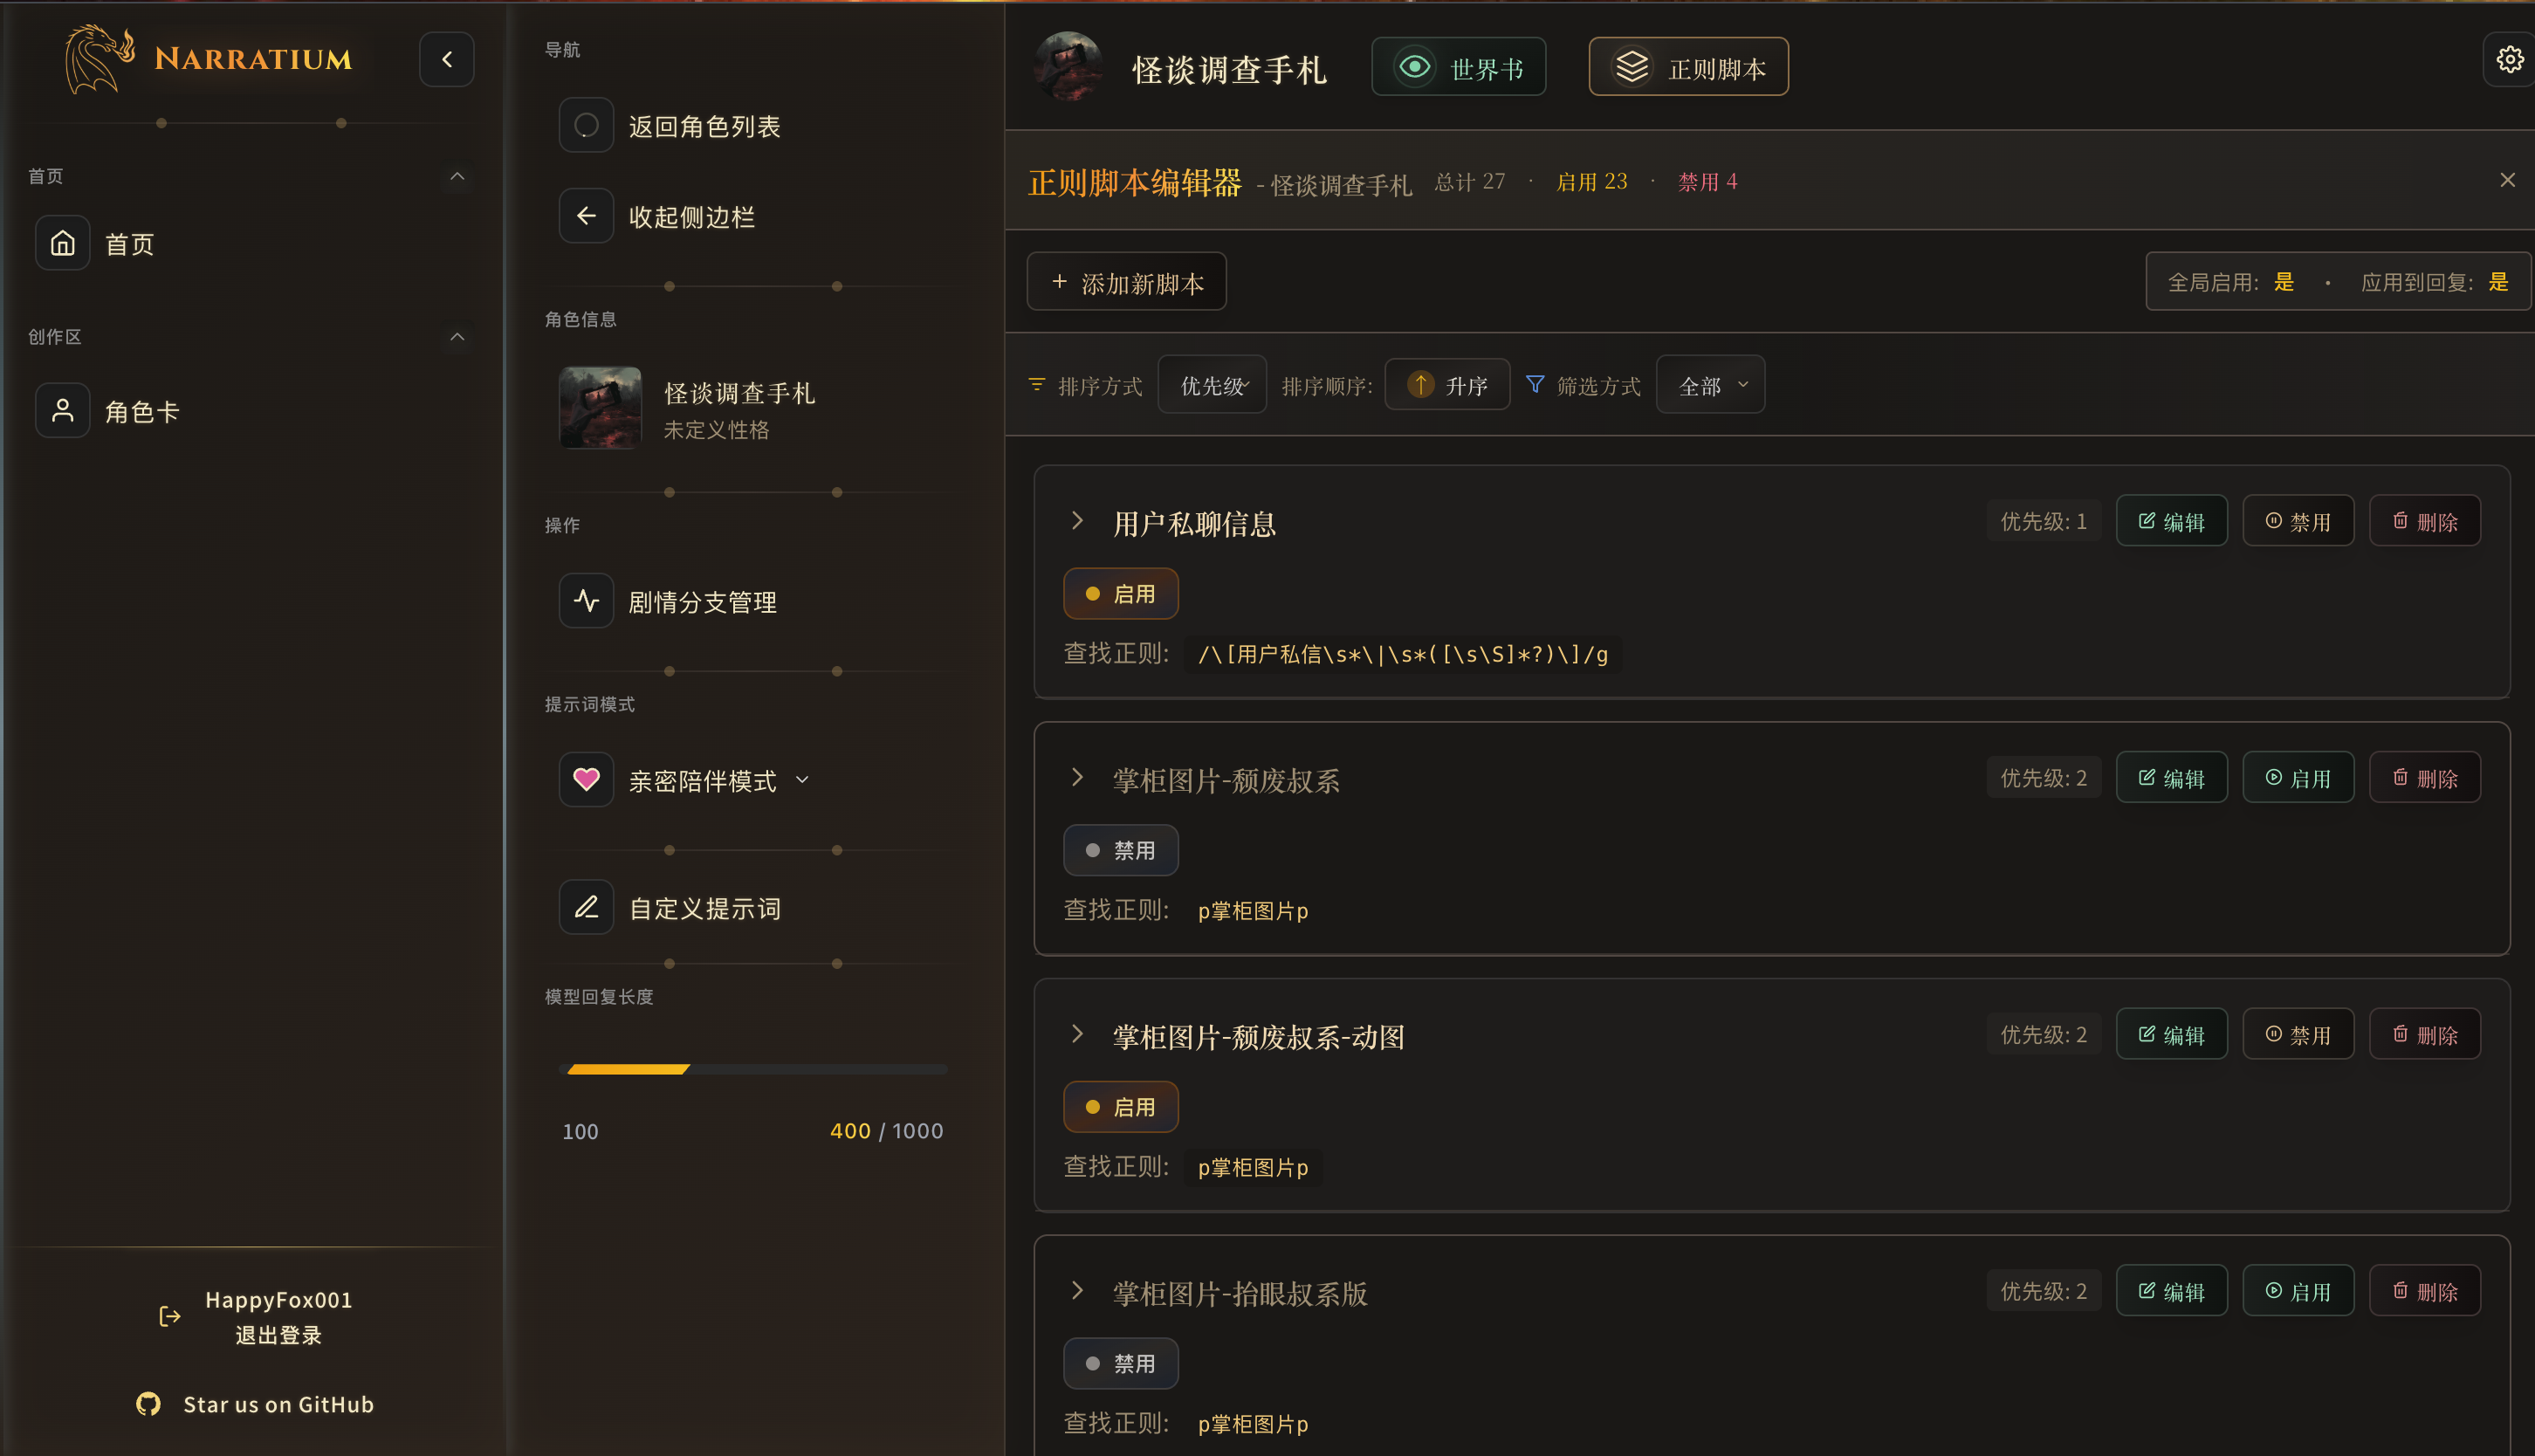 NARRATIUM
首页
首页
创作区
角色卡
HappyFox001
退出登录
Star us on GitHub
导航
返回角色列表
收起侧边栏
角色信息
怪谈调查手札
未定义性格
操作
剧情分支管理
提示词模式
亲密陪伴模式
自定义提示词
模型回复长度
100
400 / 1000
怪谈调查手札 世界书 正则脚本
正则脚本编辑器 - 怪谈调查手札 总计 27 · 启用 23 · 禁用 4
+ 添加新脚本
全局启用: 是 · 应用到回复: 是
排序方式 优先级 排序顺序: ↑ 升序 筛选方式 全部
用户私聊信息 优先级: 1 编辑 禁用 删除
启用
查找正则: /\[用户私信\s*\|\s*([\s\S]*?)\]/g
掌柜图片-颓废叔系 优先级: 2 编辑 启用 删除
禁用
查找正则: p掌柜图片p
掌柜图片-颓废叔系-动图 优先级: 2 编辑 禁用 删除
启用
查找正则: p掌柜图片p
掌柜图片-抬眼叔系版 优先级: 2 编辑 启用 删除
禁用
查找正则: p掌柜图片p